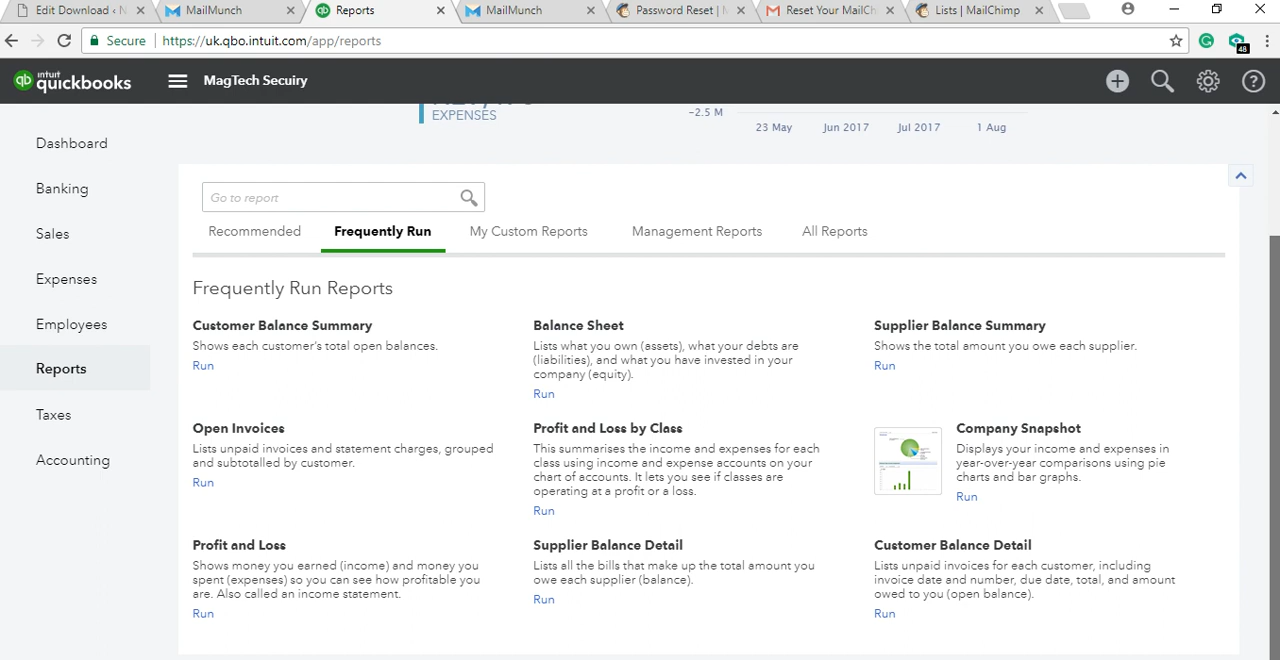 Edit Download ‹ N
MailMunch
Reports
MailMunch
Password Reset | M
Reset Your MailCh
Lists | MailChimp
Secure
https://uk.qbo.intuit.com/app/reports
48
qb intuit quickbooks
MagTech Secuiry
EXPENSES
-2.5 M
23 May
Jun 2017
Jul 2017
1 Aug
Dashboard
Banking
Sales
Expenses
Employees
Reports
Taxes
Accounting
Go to report
Recommended
Frequently Run
My Custom Reports
Management Reports
All Reports
Frequently Run Reports
Customer Balance Summary
Shows each customer's total open balances.
Run
Balance Sheet
Lists what you own (assets), what your debts are
(liabilities), and what you have invested in your
company (equity).
Run
Supplier Balance Summary
Shows the total amount you owe each supplier.
Run
Open Invoices
Lists unpaid invoices and statement charges, grouped
and subtotalled by customer.
Run
Profit and Loss by Class
This summarises the income and expenses for each
class using income and expense accounts on your
chart of accounts. It lets you see if classes are
operating at a profit or a loss.
Run
Company Snapshot
Displays your income and expenses in
year-over-year comparisons using pie
charts and bar graphs.
Run
Profit and Loss
Shows money you earned (income) and money you
spent (expenses) so you can see how profitable you
are. Also called an income statement.
Run
Supplier Balance Detail
Lists all the bills that make up the total amount you
owe each supplier (balance).
Run
Customer Balance Detail
Lists unpaid invoices for each customer, including
invoice date and number, due date, total, and amount
owed to you (open balance).
Run